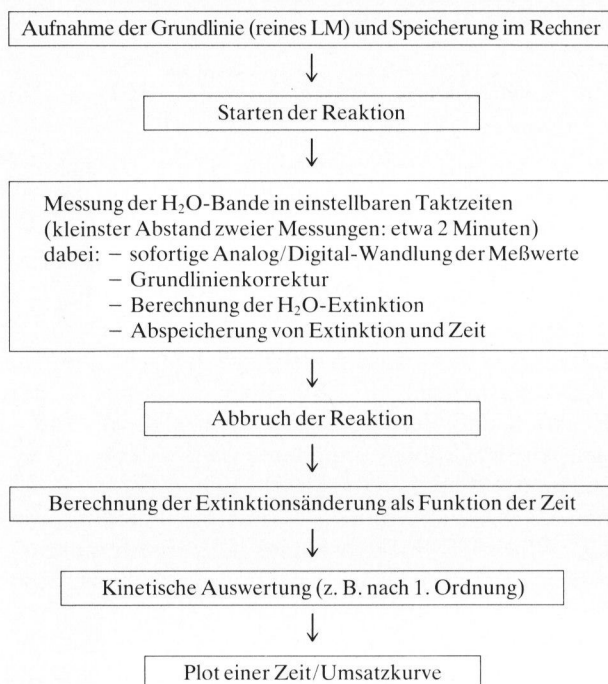 Aufnahme der Grundlinie (reines LM) und Speicherung im Rechner
Starten der Reaktion
Messung der H₂O-Bande in einstellbaren Taktzeiten
(kleinster Abstand zweier Messungen: etwa 2 Minuten)
dabei: – sofortige Analog/Digital-Wandlung der Meßwerte
– Grundlinienkorrektur
– Berechnung der H₂O-Extinktion
– Abspeicherung von Extinktion und Zeit
Abbruch der Reaktion
Berechnung der Extinktionsänderung als Funktion der Zeit
Kinetische Auswertung (z. B. nach 1. Ordnung)
Plot einer Zeit/Umsatzkurve